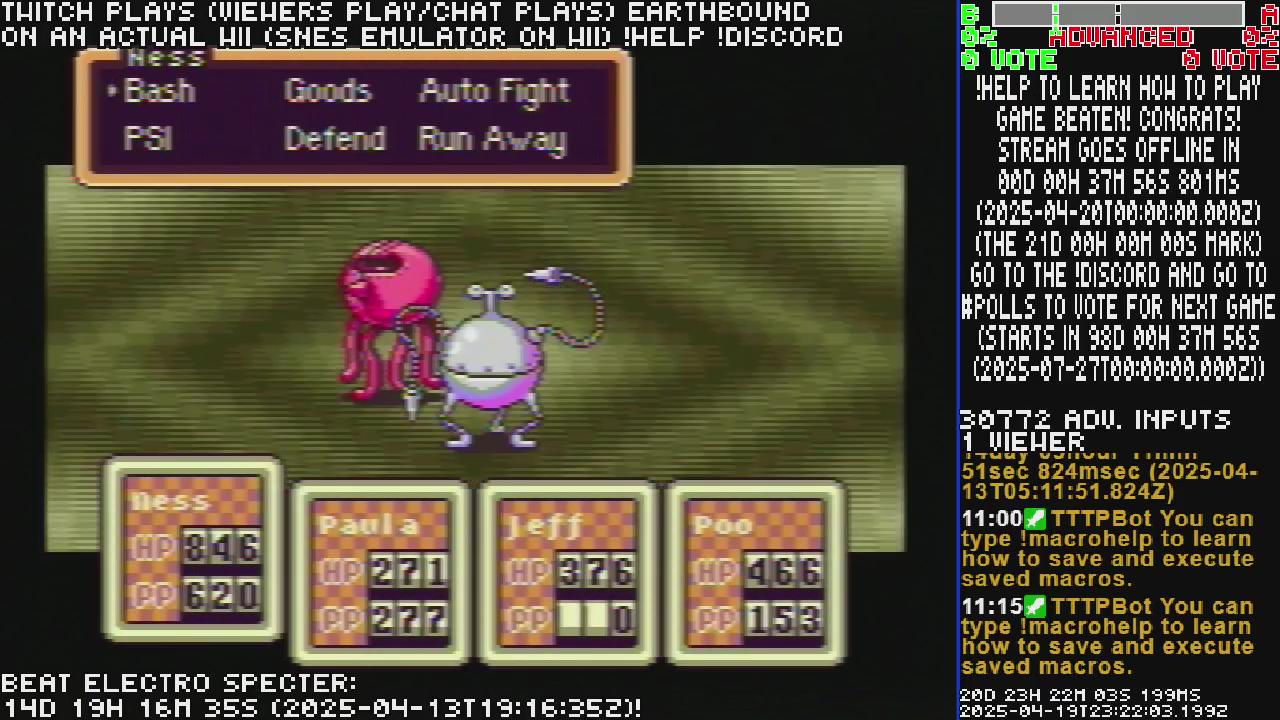 TWITCH PLAYS (VIEWERS PLAY/CHAT PLAYS) EARTHBOUND
ON AN ACTUAL WII (SNES EMULATOR ON WII) !HELP !DISCORD
Ness
•Bash Goods Auto Fight
PSI Defend Run Away
Ness
HP 846
PP 620
Paula
HP 271
PP 277
Jeff
HP 376
PP 0
Poo
HP 466
PP 153
BEAT ELECTRO SPECTER:
14D 19H 16M 35S (2025-04-13T19:16:35Z)!
B A
0% ADVANCED 0%
0 VOTE 0 VOTE
!HELP TO LEARN HOW TO PLAY
GAME BEATEN! CONGRATS!
STREAM GOES OFFLINE IN
00D 00H 37M 56S 801MS
(2025-04-20T00:00:00.000Z)
(THE 21D 00H 00M 00S MARK)
GO TO THE !DISCORD AND GO TO
#POLLS TO VOTE FOR NEXT GAME
(STARTS IN 98D 00H 37M 56S
(2025-07-27T00:00:00.000Z))
30772 ADV. INPUTS
1 VIEWER
51sec 824msec (2025-04-
13T05:11:51.824Z)
11:00 TTTPBot You can
type !macrohelp to learn
how to save and execute
saved macros.
11:15 TTTPBot You can
type !macrohelp to learn
how to save and execute
saved macros.
20D 23H 22M 03S 199MS
2025-04-19T23:22:03.199Z